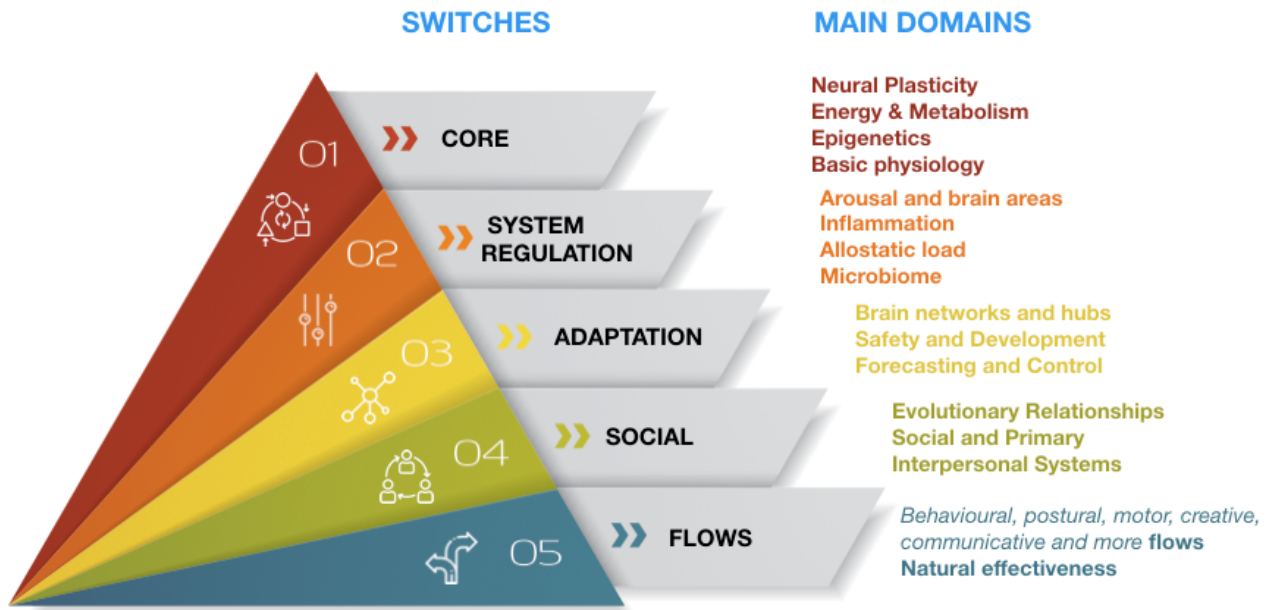 SWITCHES
MAIN DOMAINS
01
CORE
Neural Plasticity
Energy & Metabolism
Epigenetics
Basic physiology
02
SYSTEM
REGULATION
Arousal and brain areas
Inflammation
Allostatic load
Microbiome
03
ADAPTATION
Brain networks and hubs
Safety and Development
Forecasting and Control
04
SOCIAL
Evolutionary Relationships
Social and Primary
Interpersonal Systems
05
FLOWS
Behavioural, postural, motor, creative,
communicative and more flows
Natural effectiveness